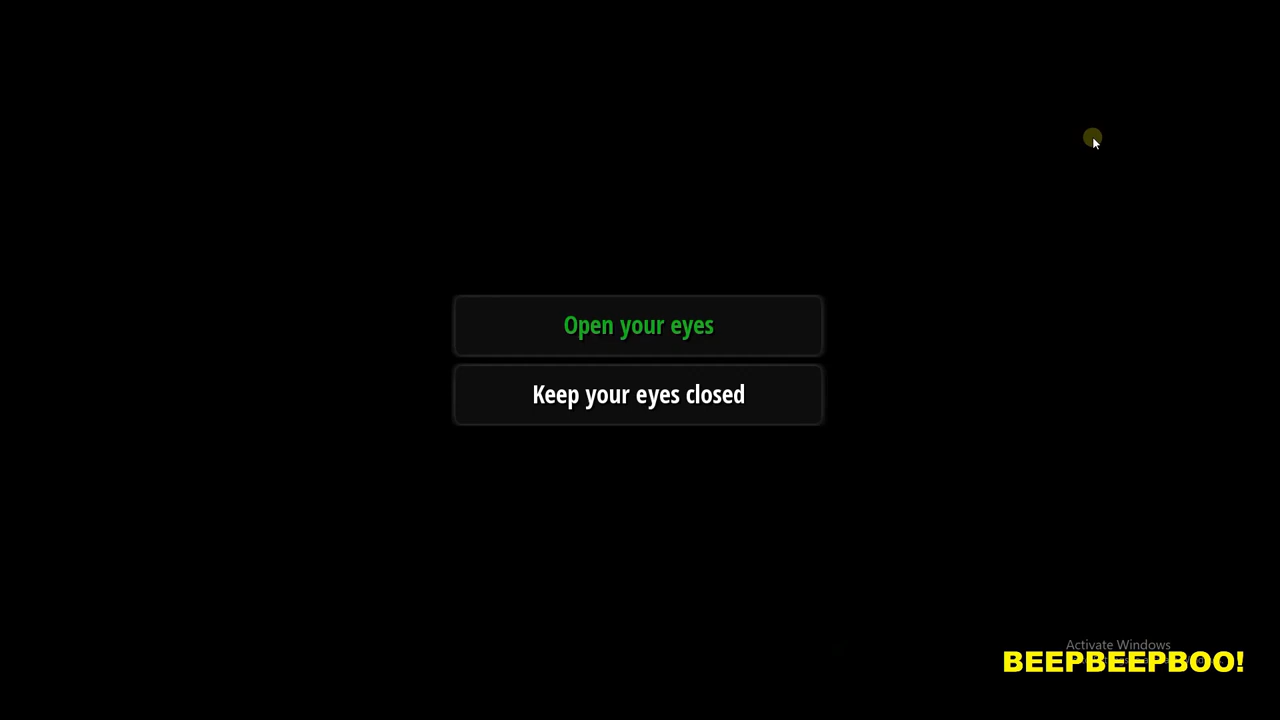 Open your eyes
Keep your eyes closed
Activate Windows
BEEPBEEPBOO!